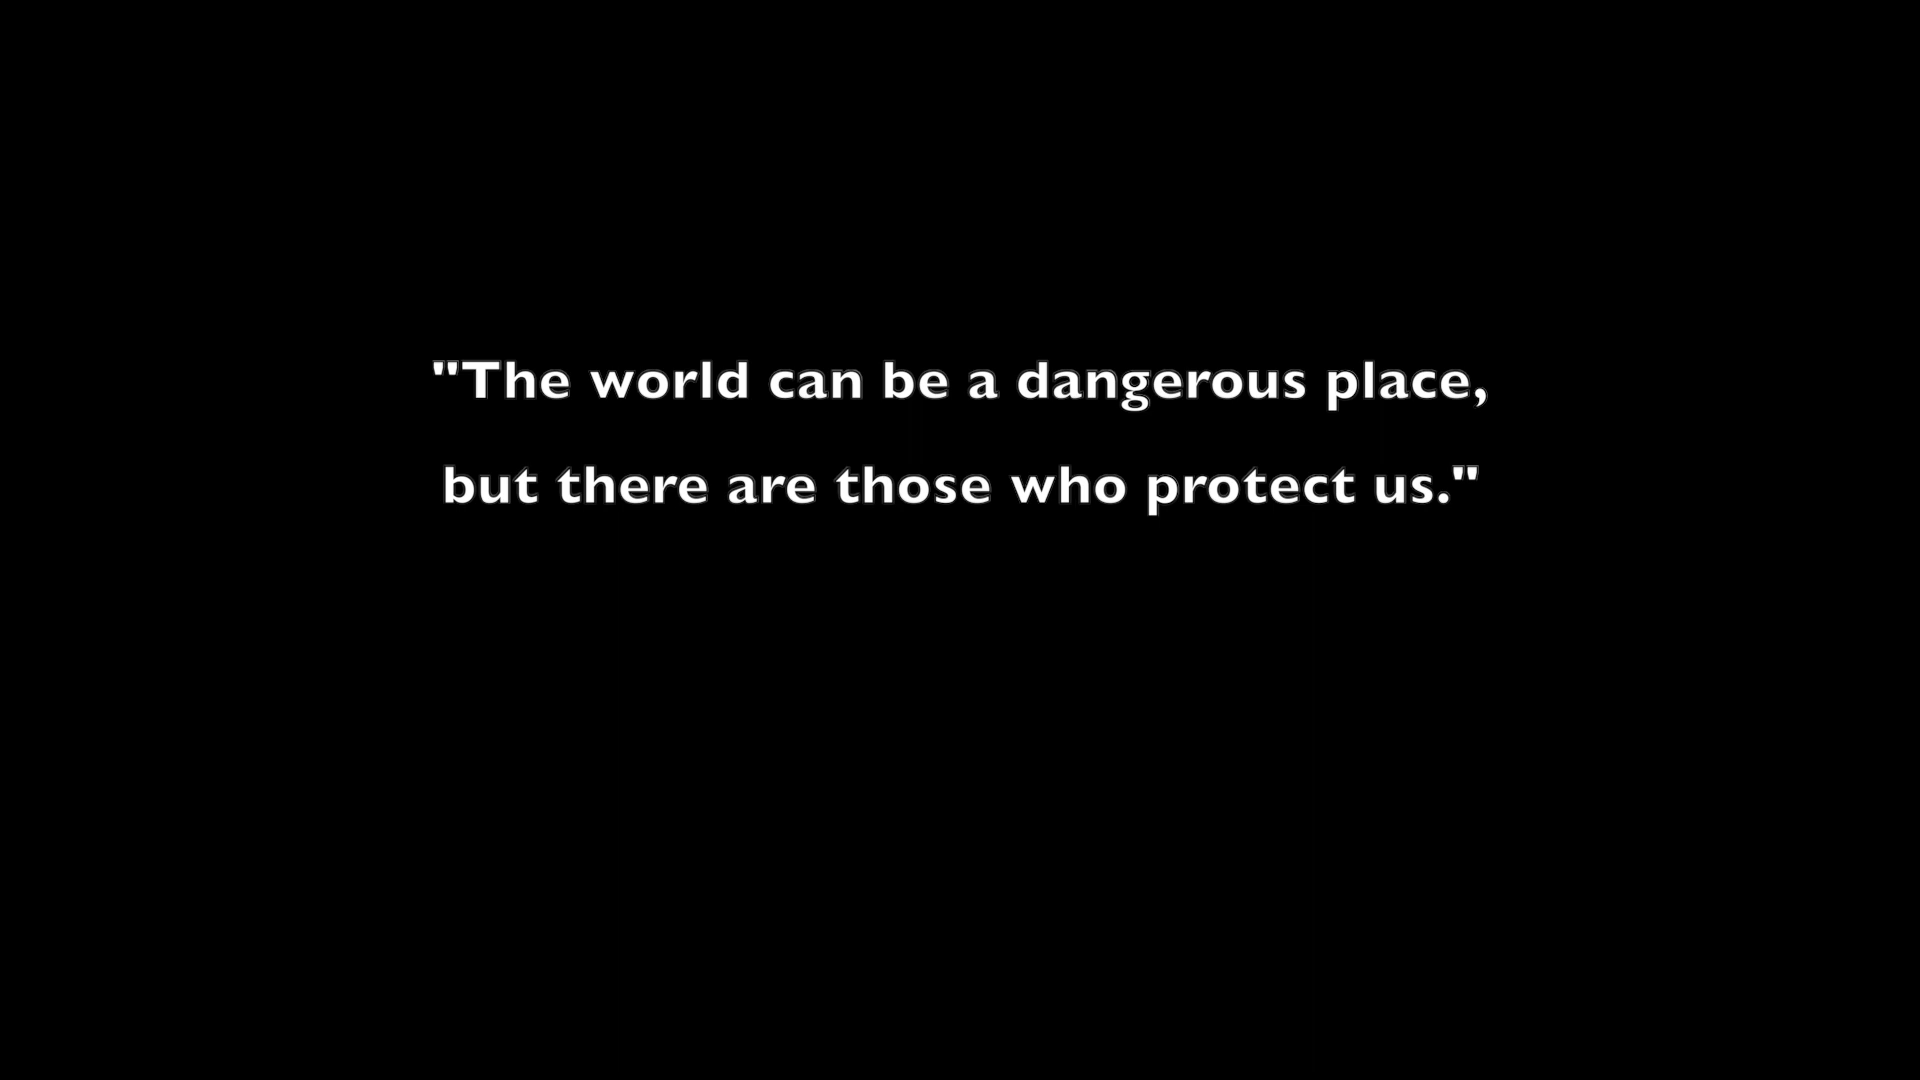 "The world can be a dangerous place,
but there are those who protect us."